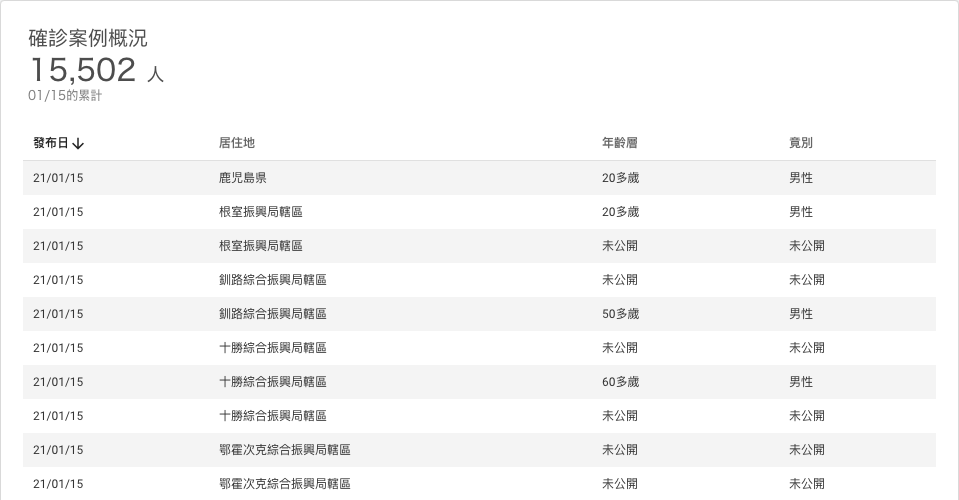 確診案例概況
15,502 人
01/15的累計
發布日↓ 居住地 年齡層 竟別
21/01/15 鹿児島県 20多歲 男性
21/01/15 根室振興局轄區 20多歲 男性
21/01/15 根室振興局轄區 未公開 未公開
21/01/15 釧路綜合振興局轄區 未公開 未公開
21/01/15 釧路綜合振興局轄區 50多歲 男性
21/01/15 十勝綜合振興局轄區 未公開 未公開
21/01/15 十勝綜合振興局轄區 60多歲 男性
21/01/15 十勝綜合振興局轄區 未公開 未公開
21/01/15 鄂霍次克綜合振興局轄區 未公開 未公開
21/01/15 鄂霍次克綜合振興局轄區 未公開 未公開